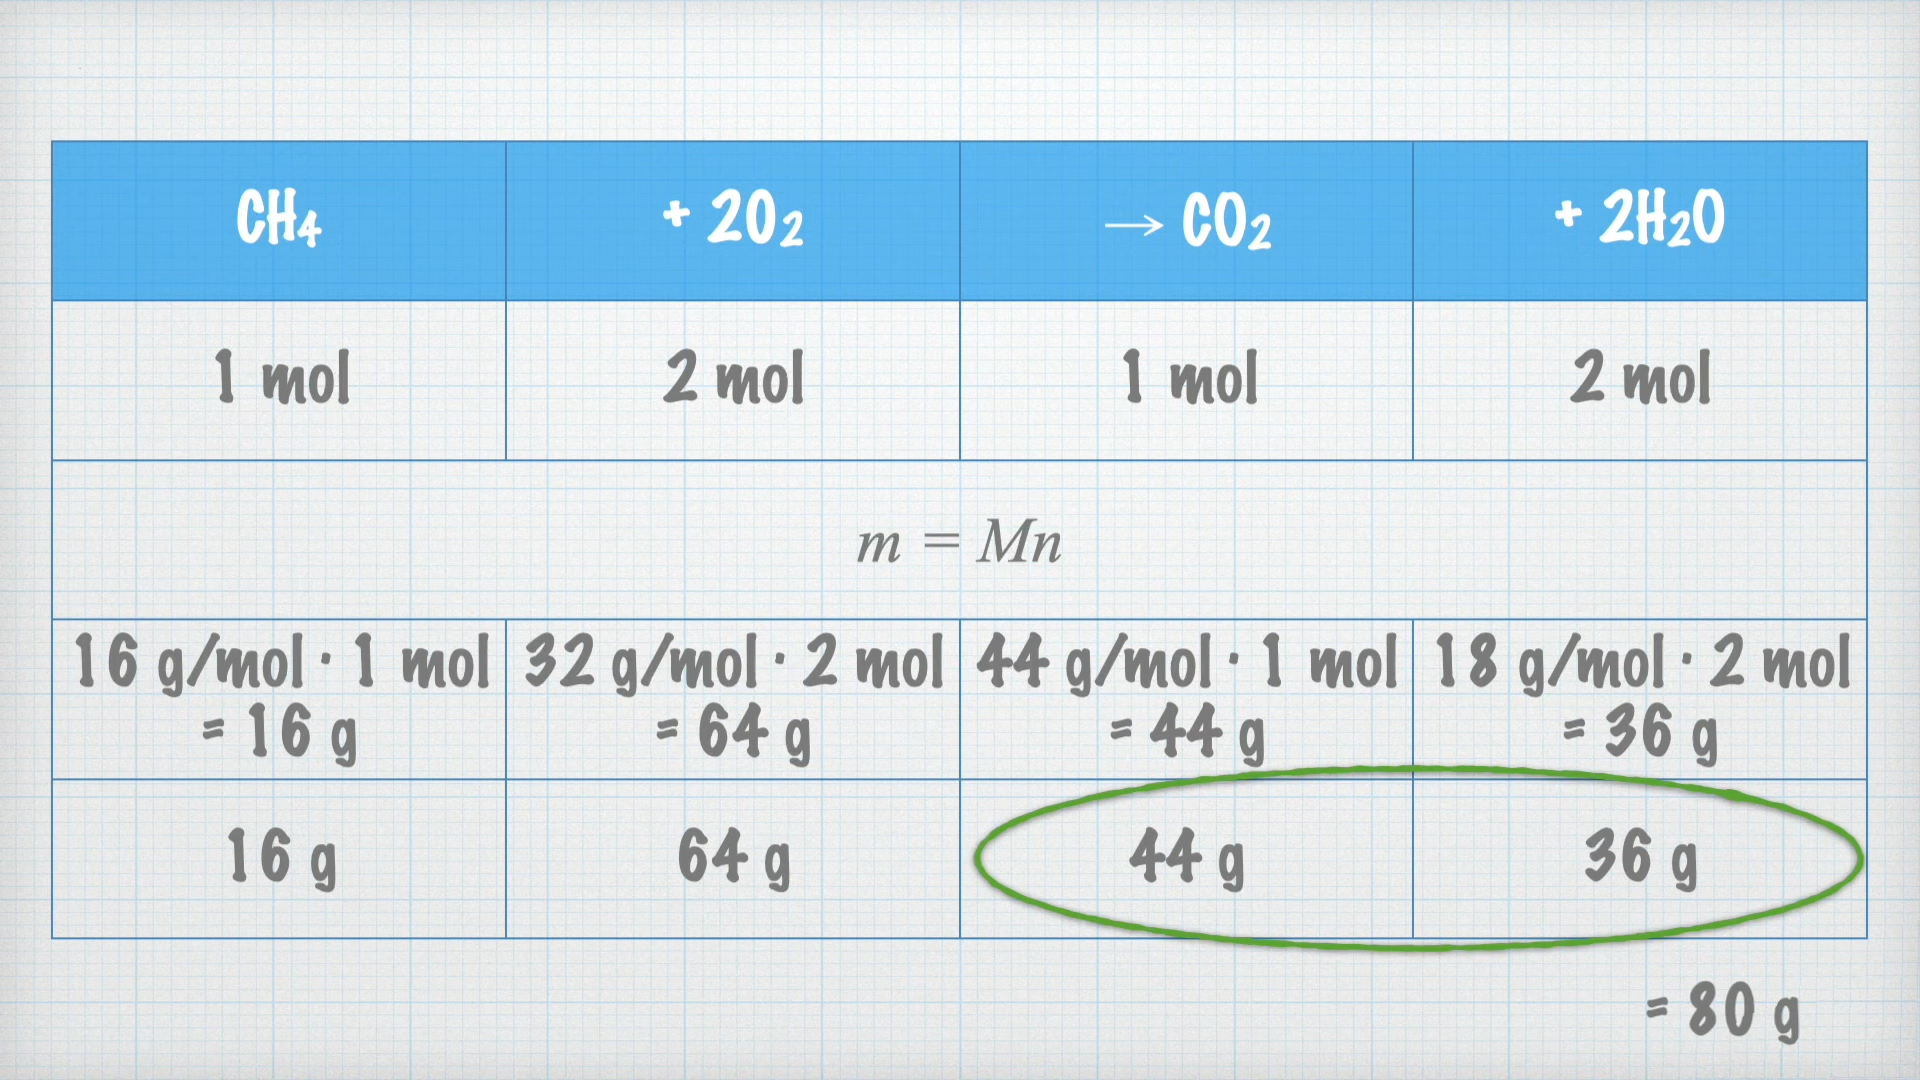 CH₄ + 2O₂ → CO₂ + 2H₂O
1 mol 2 mol 1 mol 2 mol
m = Mn
16 g/mol · 1 mol 32 g/mol · 2 mol 44 g/mol · 1 mol 18 g/mol · 2 mol
= 16 g = 64 g = 44 g = 36 g
16 g 64 g 44 g 36 g
= 80 g